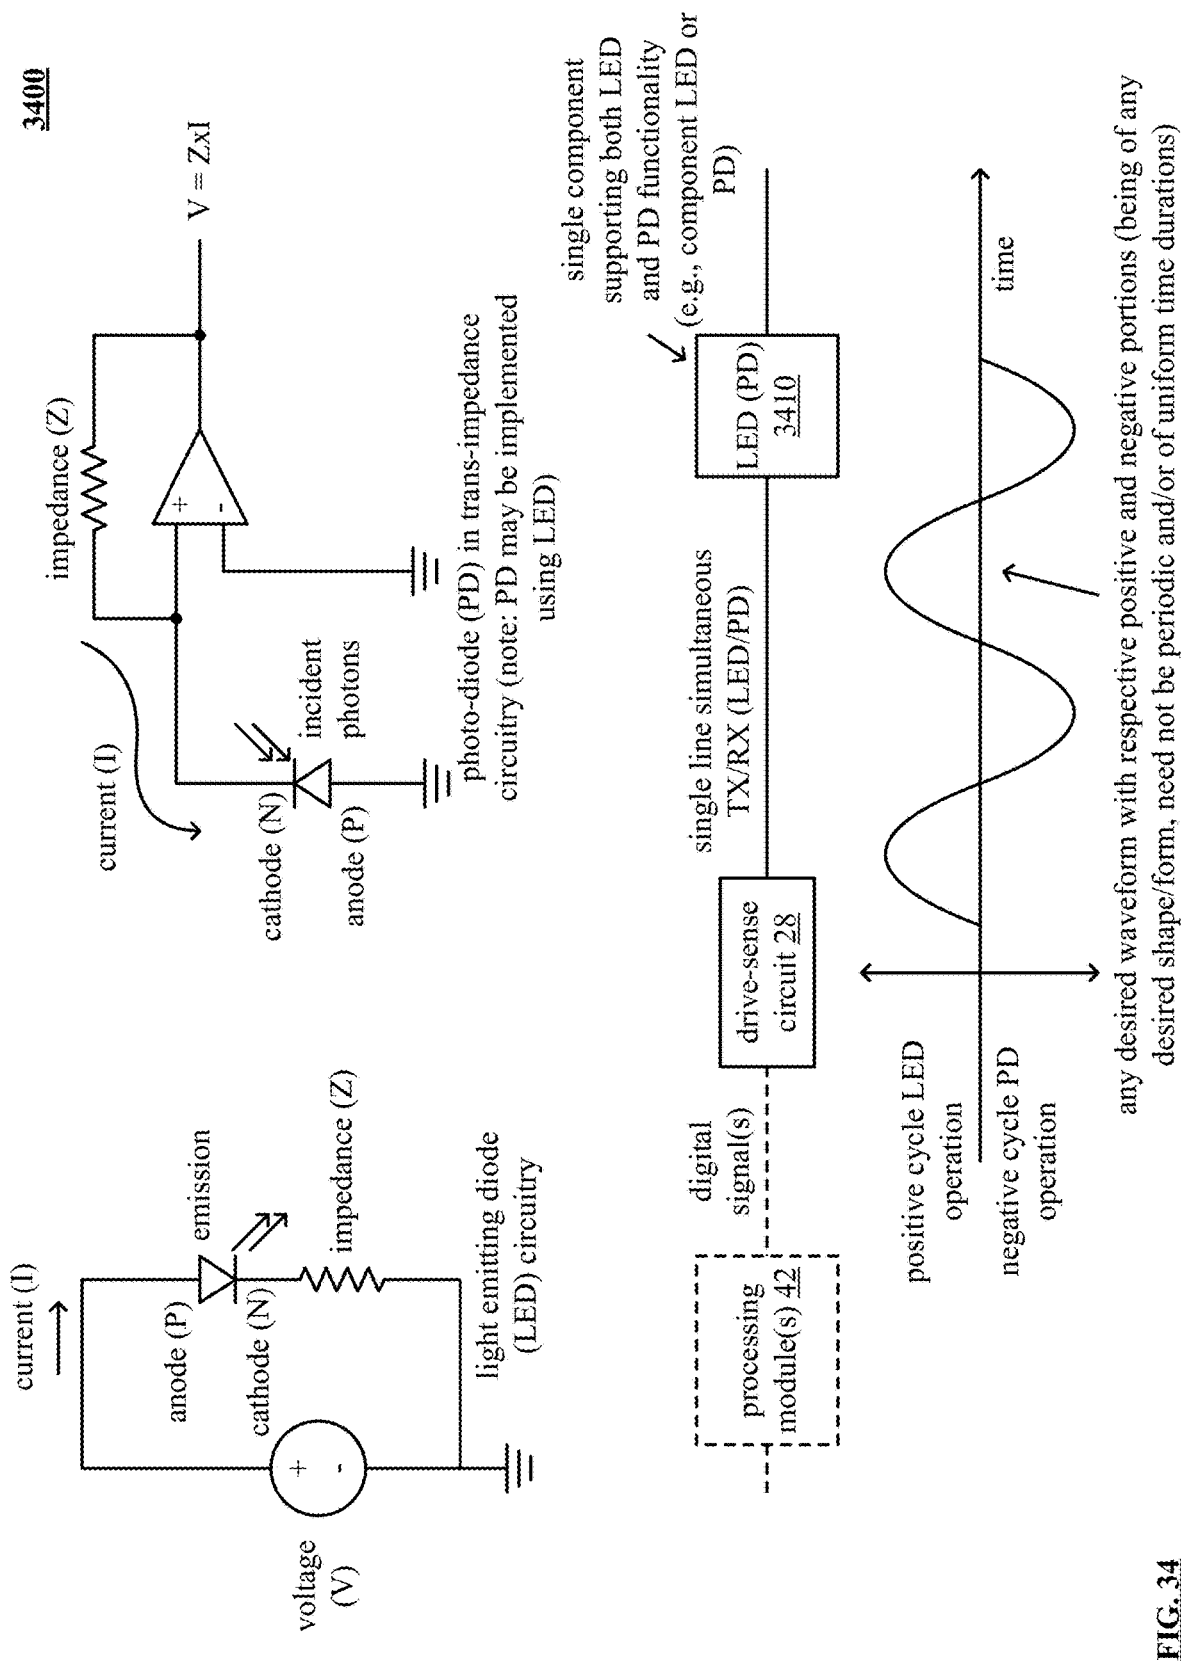 3400
current (I)
anode (P)
emission
cathode (N)
impedance (Z)
voltage
(V)
+
-
light emitting diode
(LED) circuitry
impedance (Z)
current (I)
+
-
V = ZxI
cathode (N)
anode (P)
incident
photons
photo-diode (PD) in trans-impedance
circuitry (note: PD may be implemented
using LED)
single component
supporting both LED
and PD functionality
(e.g., component LED or
PD)
processing
module(s) 42
digital
signal(s)
drive-sense
circuit 28
single line simultaneous
TX/RX (LED/PD)
LED (PD)
3410
positive cycle LED
operation
negative cycle PD
operation
time
any desired waveform with respective positive and negative portions (being of any
desired shape/form, need not be periodic and/or of uniform time durations)
FIG. 34